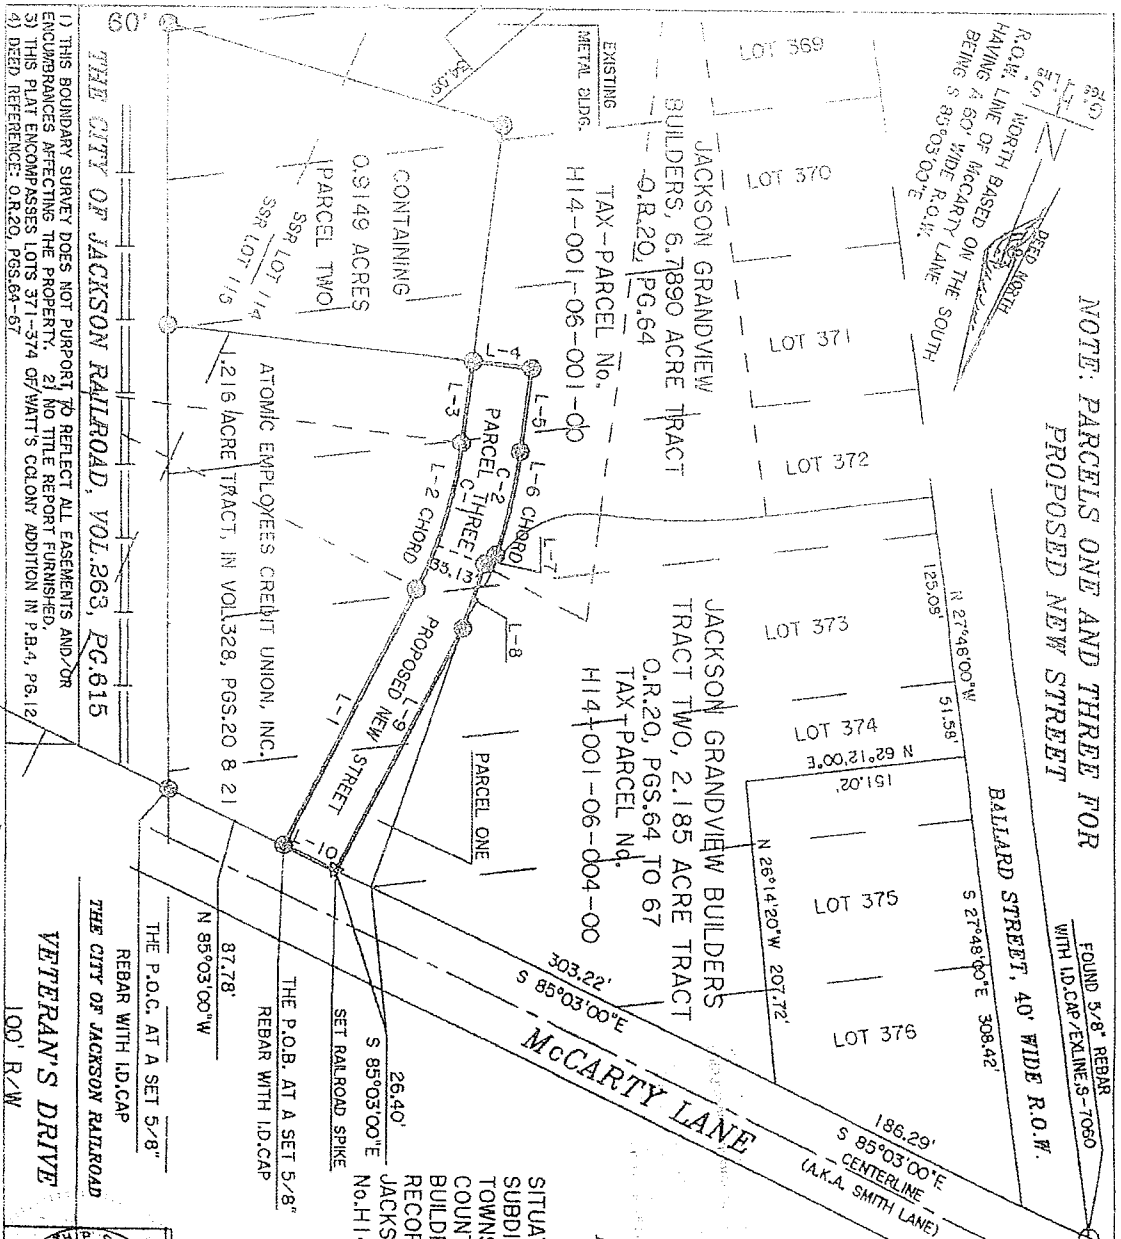 NOTE: PARCELS ONE AND THREE FOR
PROPOSED NEW STREET
NORTH BASED ON THE SOUTH
R.O.W. LINE OF McCARTY LANE
HAVING A 60' WIDE R.O.W.
BEING S 85°05'00"E
DEED NORTH
FOUND 5/8" REBAR
WITH I.D.CAP/EXLINE,S-7060
BALLARD STREET, 40' WIDE R.O.W.
N 27°46'00"W
125.05'
51.58'
S 27°48'00"E 308.42'
N 62°12'00"E
151.02'
N 26°14'20"W 207.72'
LOT 369
LOT 370
LOT 371
LOT 372
LOT 373
LOT 374
LOT 375
LOT 376
JACKSON GRANDVIEW
BUILDERS, 6.7890 ACRE TRACT
O.R.20, PG.64
TAX-PARCEL No.
H14-001-06-001-00
EXISTING
METAL BLDG.
JACKSON GRANDVIEW BUILDERS
TRACT TWO, 2.185 ACRE TRACT
O.R.20, PGS.64 TO 67
TAX-PARCEL No.
H14-001-06-004-00
303.22'
S 85°03'00"E
186.29'
S 85°03'00"E
CENTERLINE
(A.K.A. SMITH LANE)
McCARTY LANE
CONTAINING
0.9149 ACRES
PARCEL TWO
SSR LOT 114
SSR LOT 115
L-4
L-5
L-3
PARCEL THREE
L-6 CHORD
C-2
C-1
L-2 CHORD
L-7
35.13'
L-8
PROPOSED NEW STREET
L-9
L-1
L-10
PARCEL ONE
ATOMIC EMPLOYEES CREDIT UNION, INC.
1.216 ACRE TRACT, IN VOL.328, PGS.20 & 21
26.40'
S 85°03'00"E
SET RAILROAD SPIKE
THE P.O.B. AT A SET 5/8"
REBAR WITH I.D.CAP
87.78'
N 85°03'00"W
THE P.O.C. AT A SET 5/8"
REBAR WITH I.D.CAP
THE CITY OF JACKSON RAILROAD
VETERAN'S DRIVE
100' R/W
60'
THE CITY OF JACKSON RAILROAD, VOL.263, PG.615
1) THIS BOUNDARY SURVEY DOES NOT PURPORT TO REFLECT ALL EASEMENTS AND/OR
ENCUMBRANCES AFFECTING THE PROPERTY. 2) NO TITLE REPORT FURNISHED.
3) THIS PLAT ENCOMPASSES LOTS 371-374 OF WATT'S COLONY ADDITION IN P.B.4, PG.12
4) DEED REFERENCE: O.R.20, PGS.64-67
SITUA
SUBDI
TOWNS
COUN
BUILDE
RECOR
JACKS
No.H1